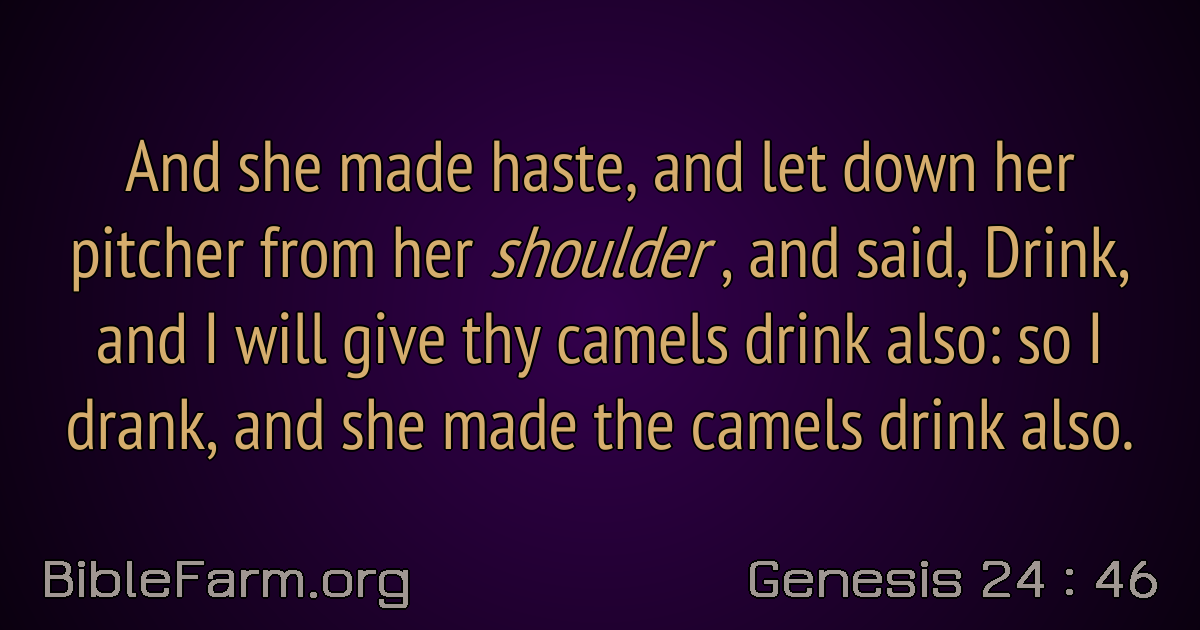 And she made haste, and let down her
pitcher from her shoulder , and said, Drink,
and I will give thy camels drink also: so I
drank, and she made the camels drink also.
BibleFarm.org
Genesis 24 : 46